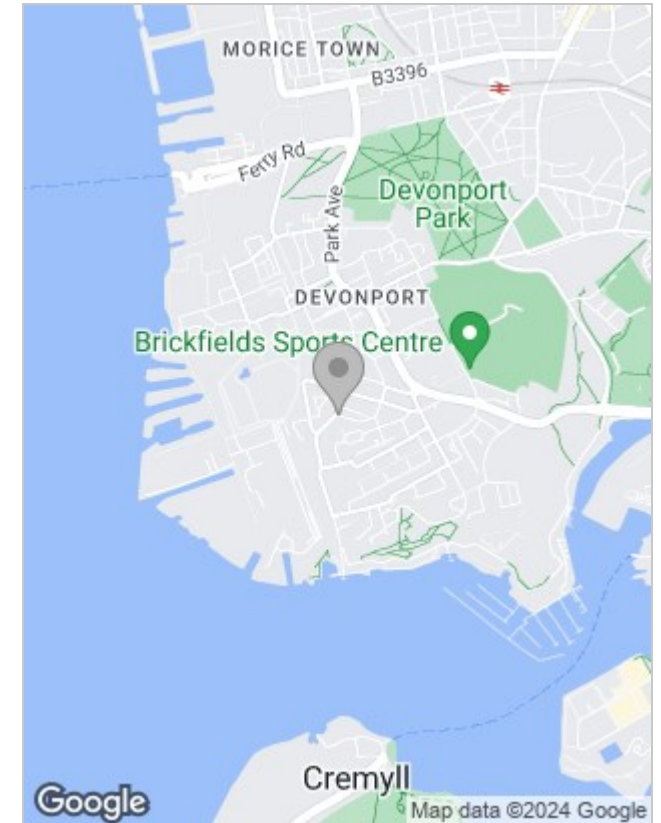 MORICE TOWN
B3396
Ferry Rd
Park Ave
Devonport
Park
DEVONPORT
Brickfields Sports Centre
Cremyll
Google
Map data ©2024 Google